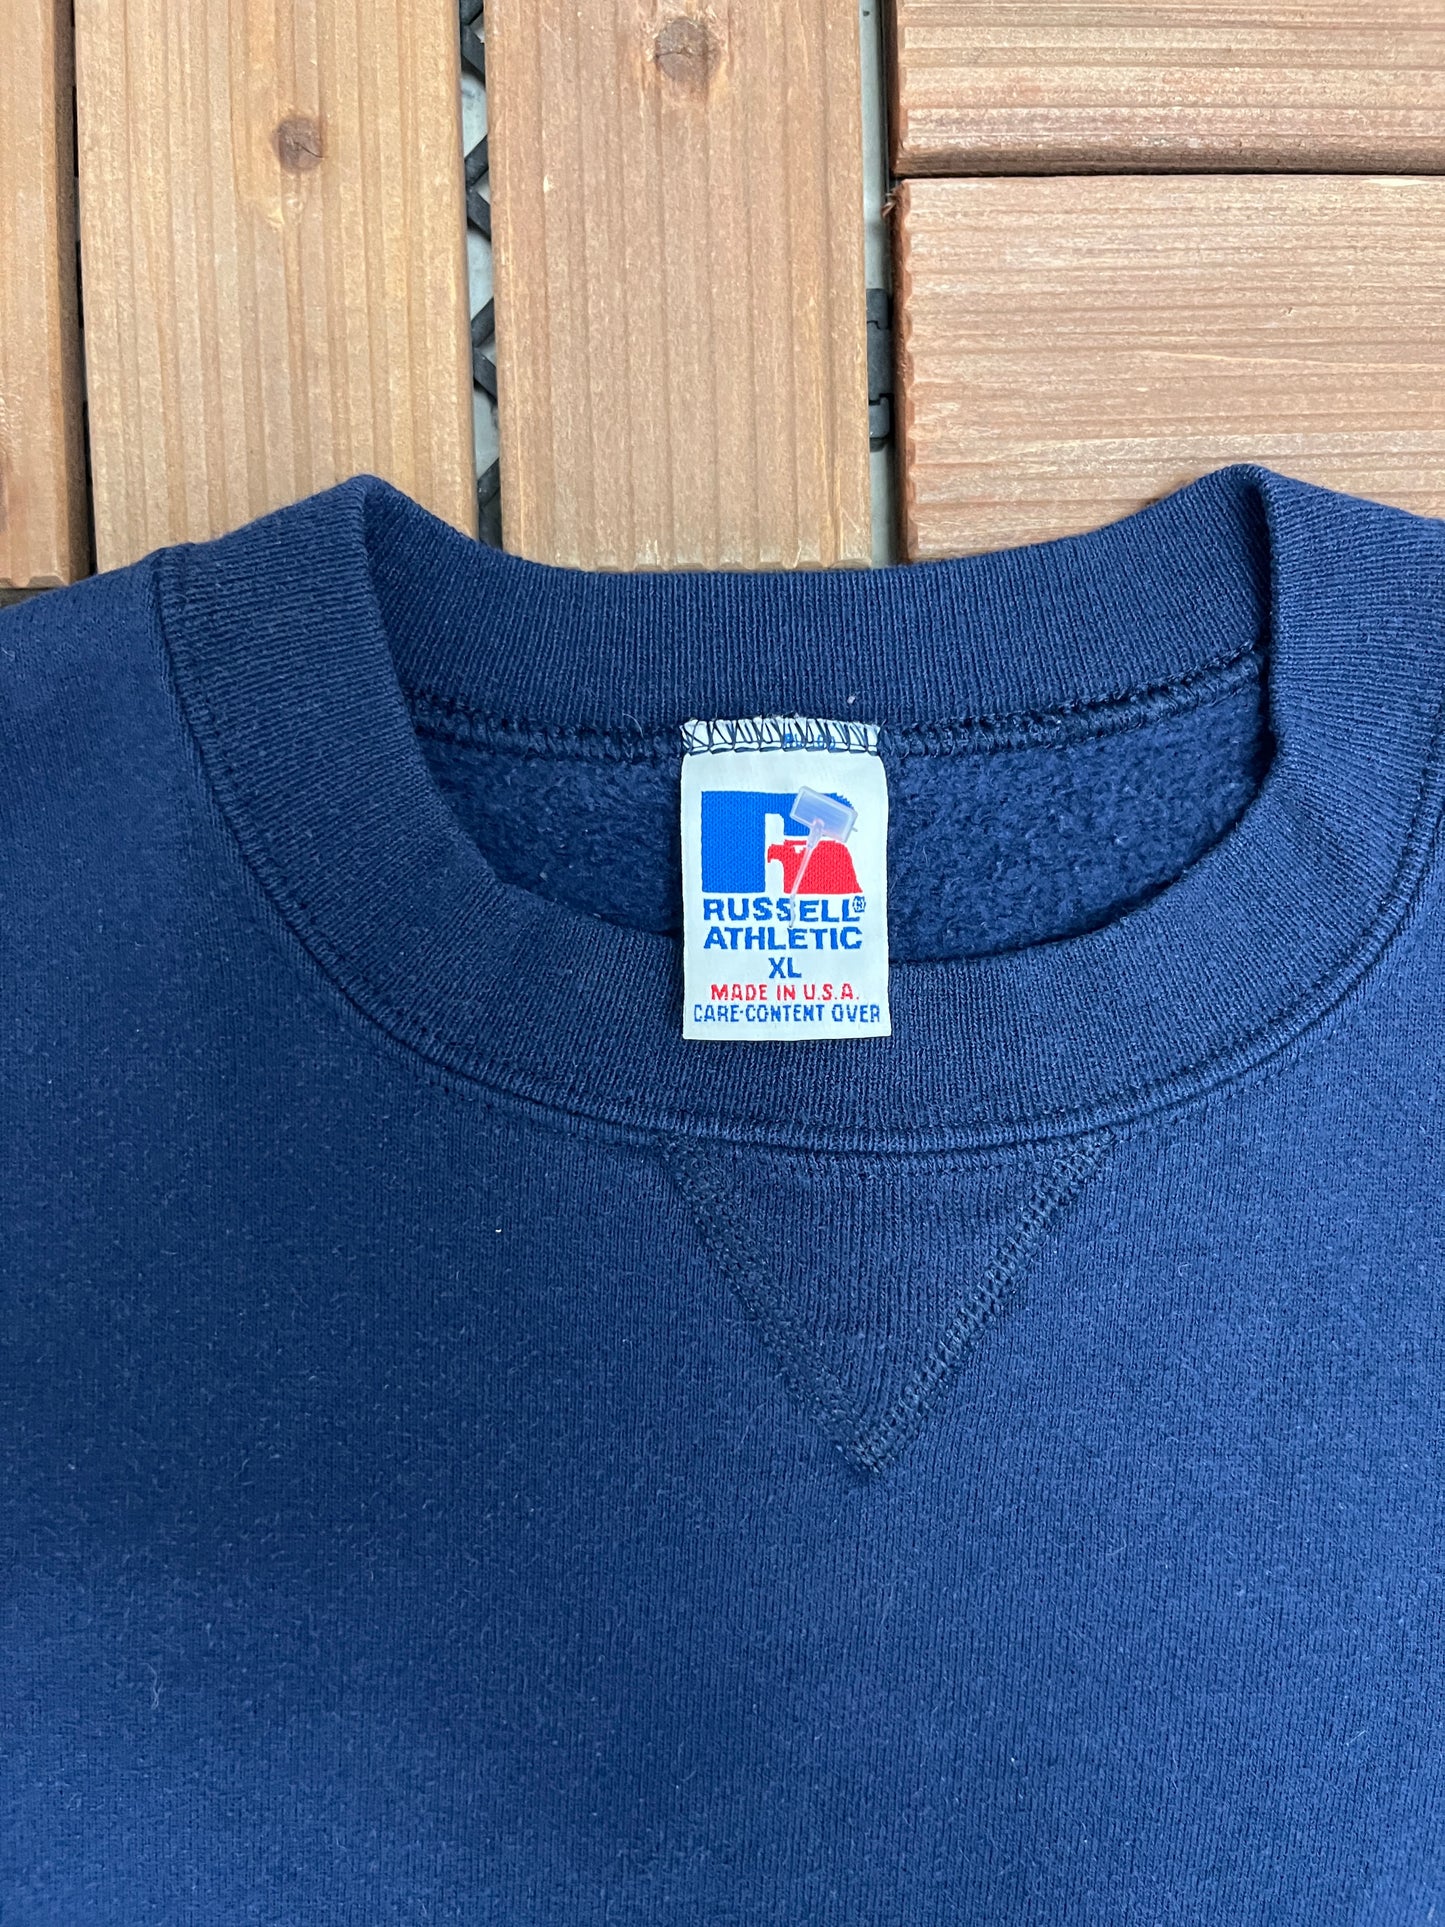 RUSSELL®
ATHLETIC
XL
MADE IN U.S.A.
CARE-CONTENT OVER